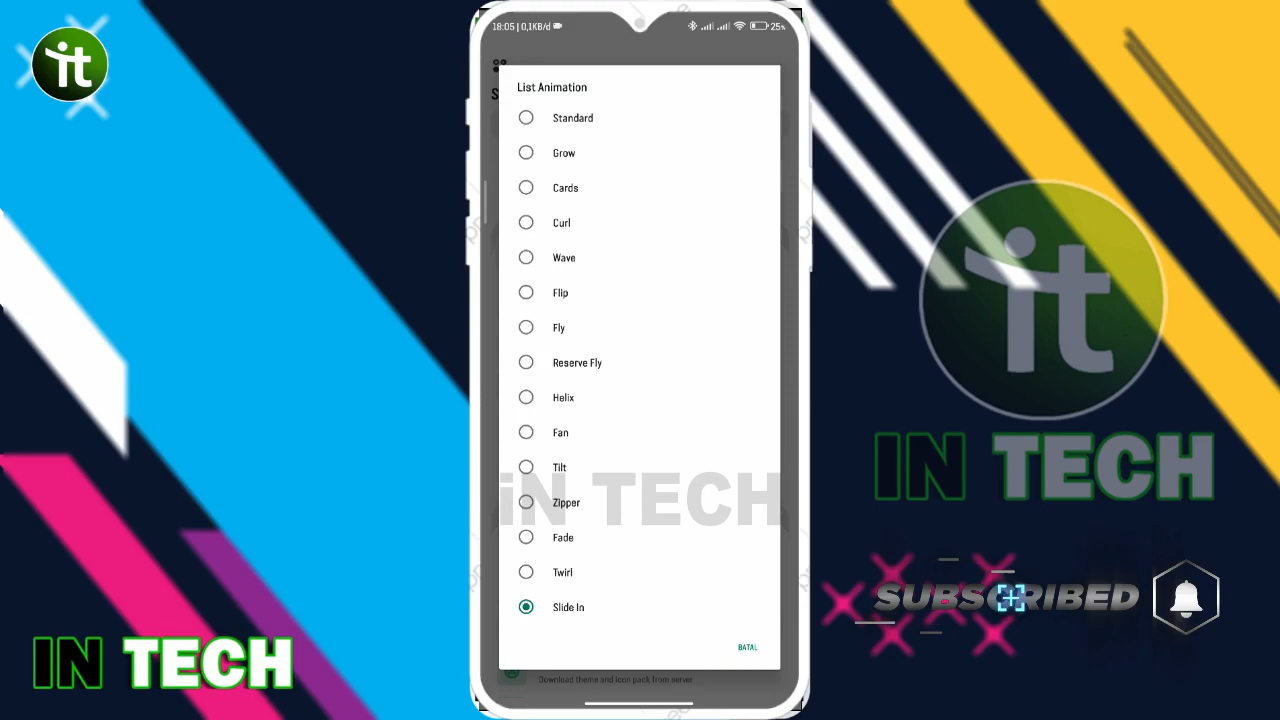 it
18:05 | 0,1KB/d
25%
S
List Animation
Standard
Grow
Cards
Curl
Wave
Flip
Fly
Reserve Fly
Helix
Fan
Tilt
Zipper
Fade
Twirl
Slide In
BATAL
Download theme and Icon pack from server
iN TECH
it
IN TECH
SUBSCRIBED
IN TECH